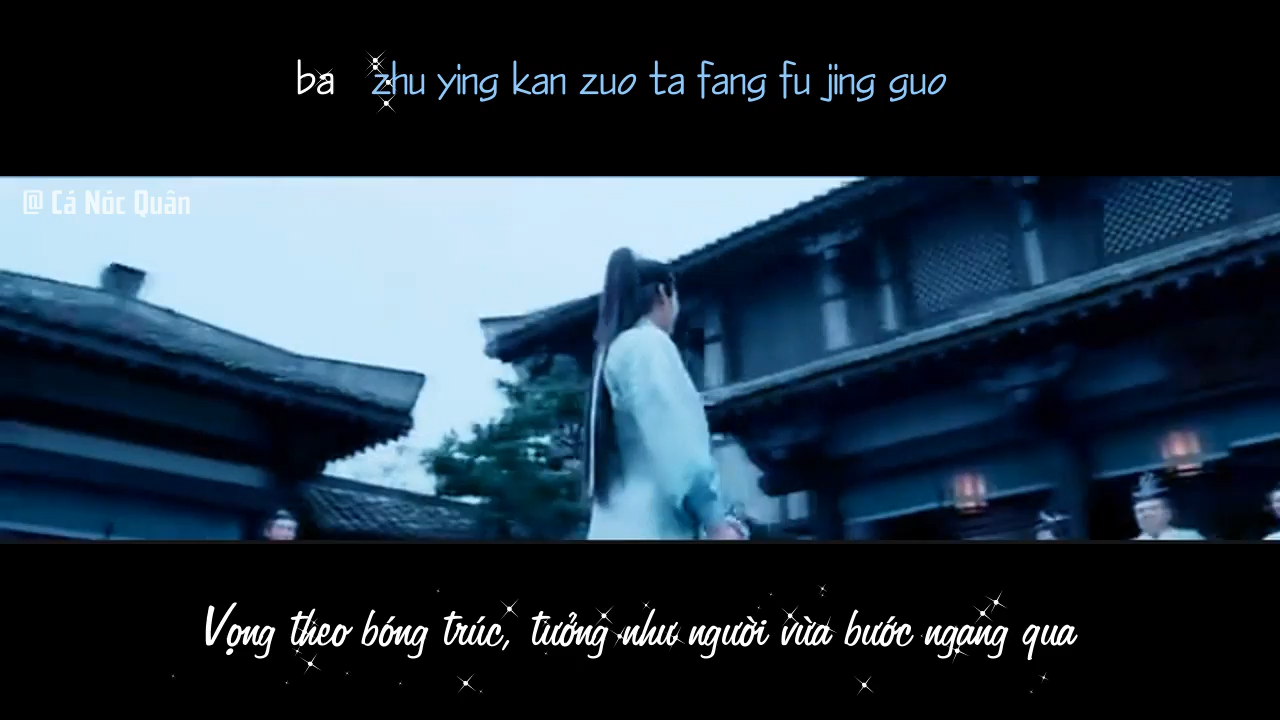 ba zhu ying kan zuo ta fang fu jing guo
@ Cá Nóc Quân
Vọng theo bóng trúc, tưởng như người vừa bước ngang qua